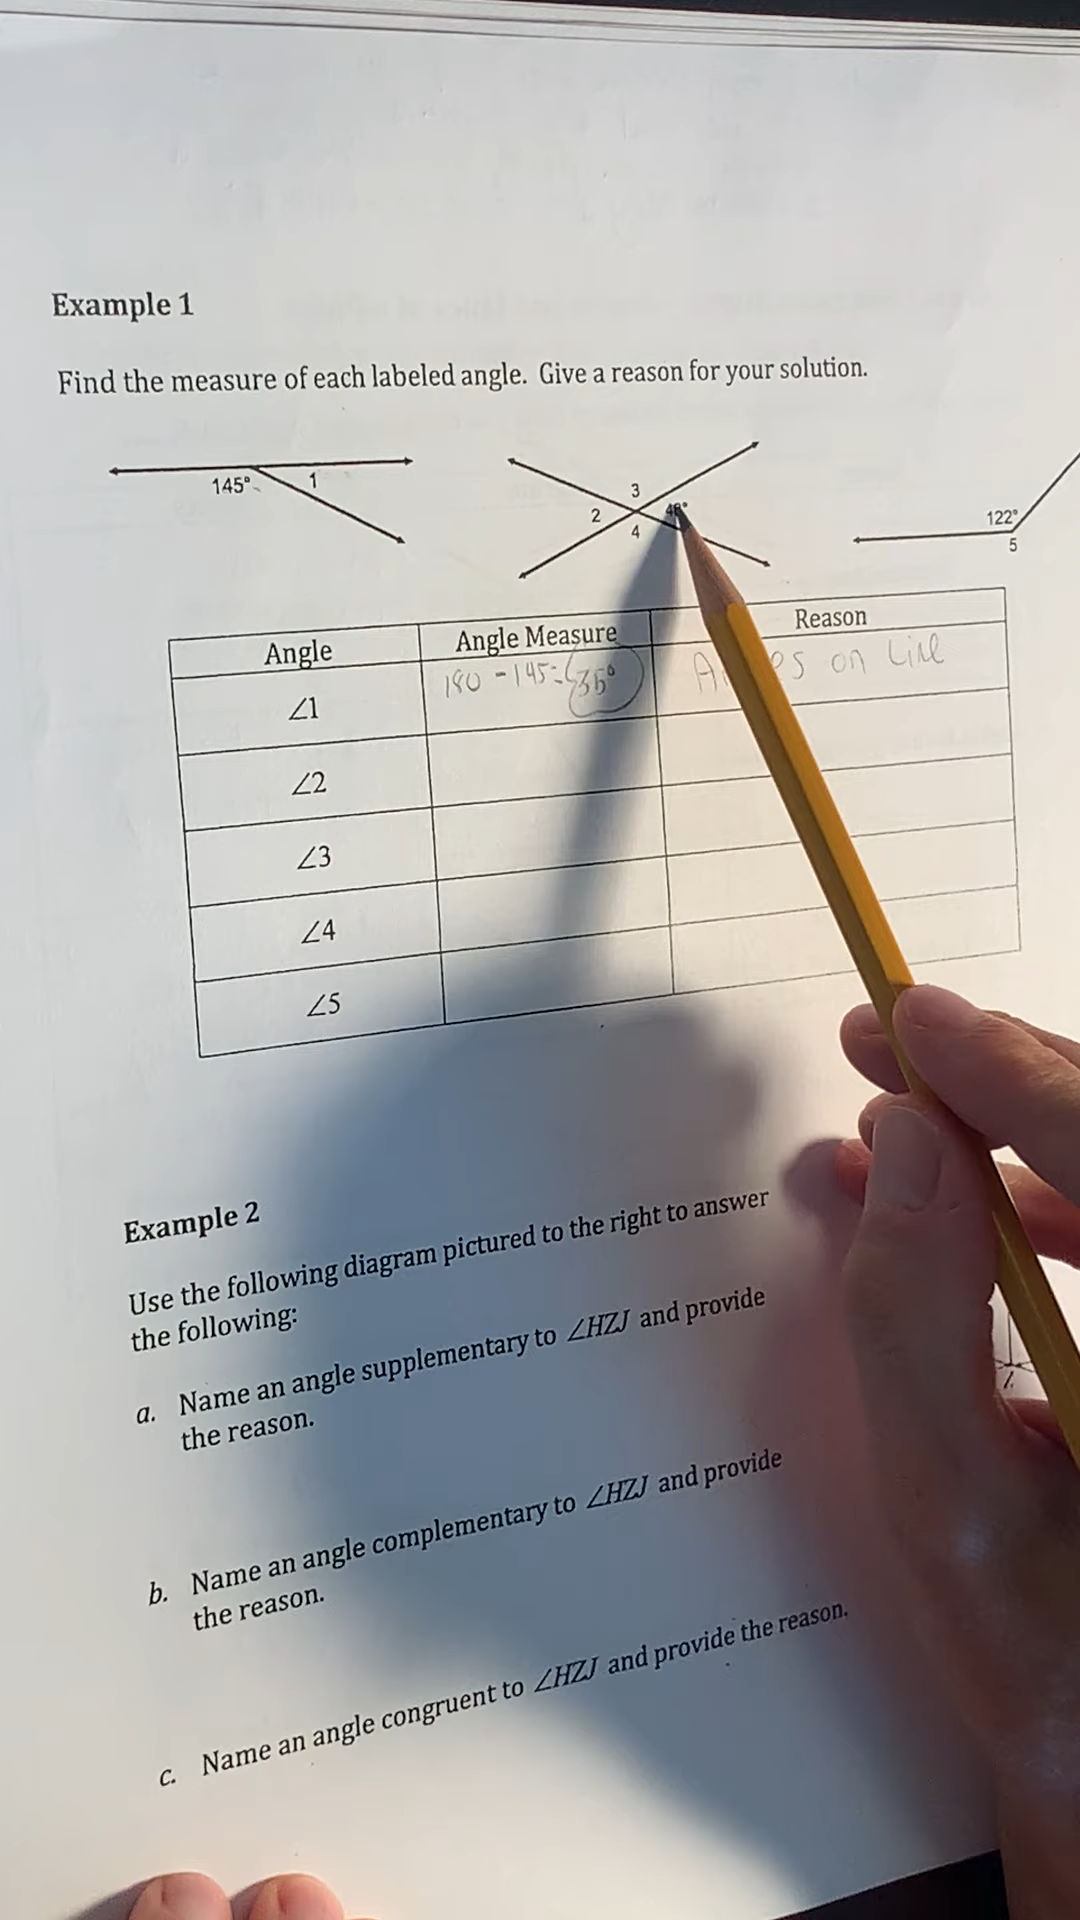 Example 1
Find the measure of each labeled angle. Give a reason for your solution.
145° 1
3
2 48°
4
122°
5
Angle Angle Measure Reason
∠1 180 - 145 = 35° on Line
∠2
∠3
∠4
∠5
Example 2
Use the following diagram pictured to the right to answer
the following:
a. Name an angle supplementary to ∠HZJ and provide
the reason.
b. Name an angle complementary to ∠HZJ and provide
the reason.
c. Name an angle congruent to ∠HZJ and provide the reason.